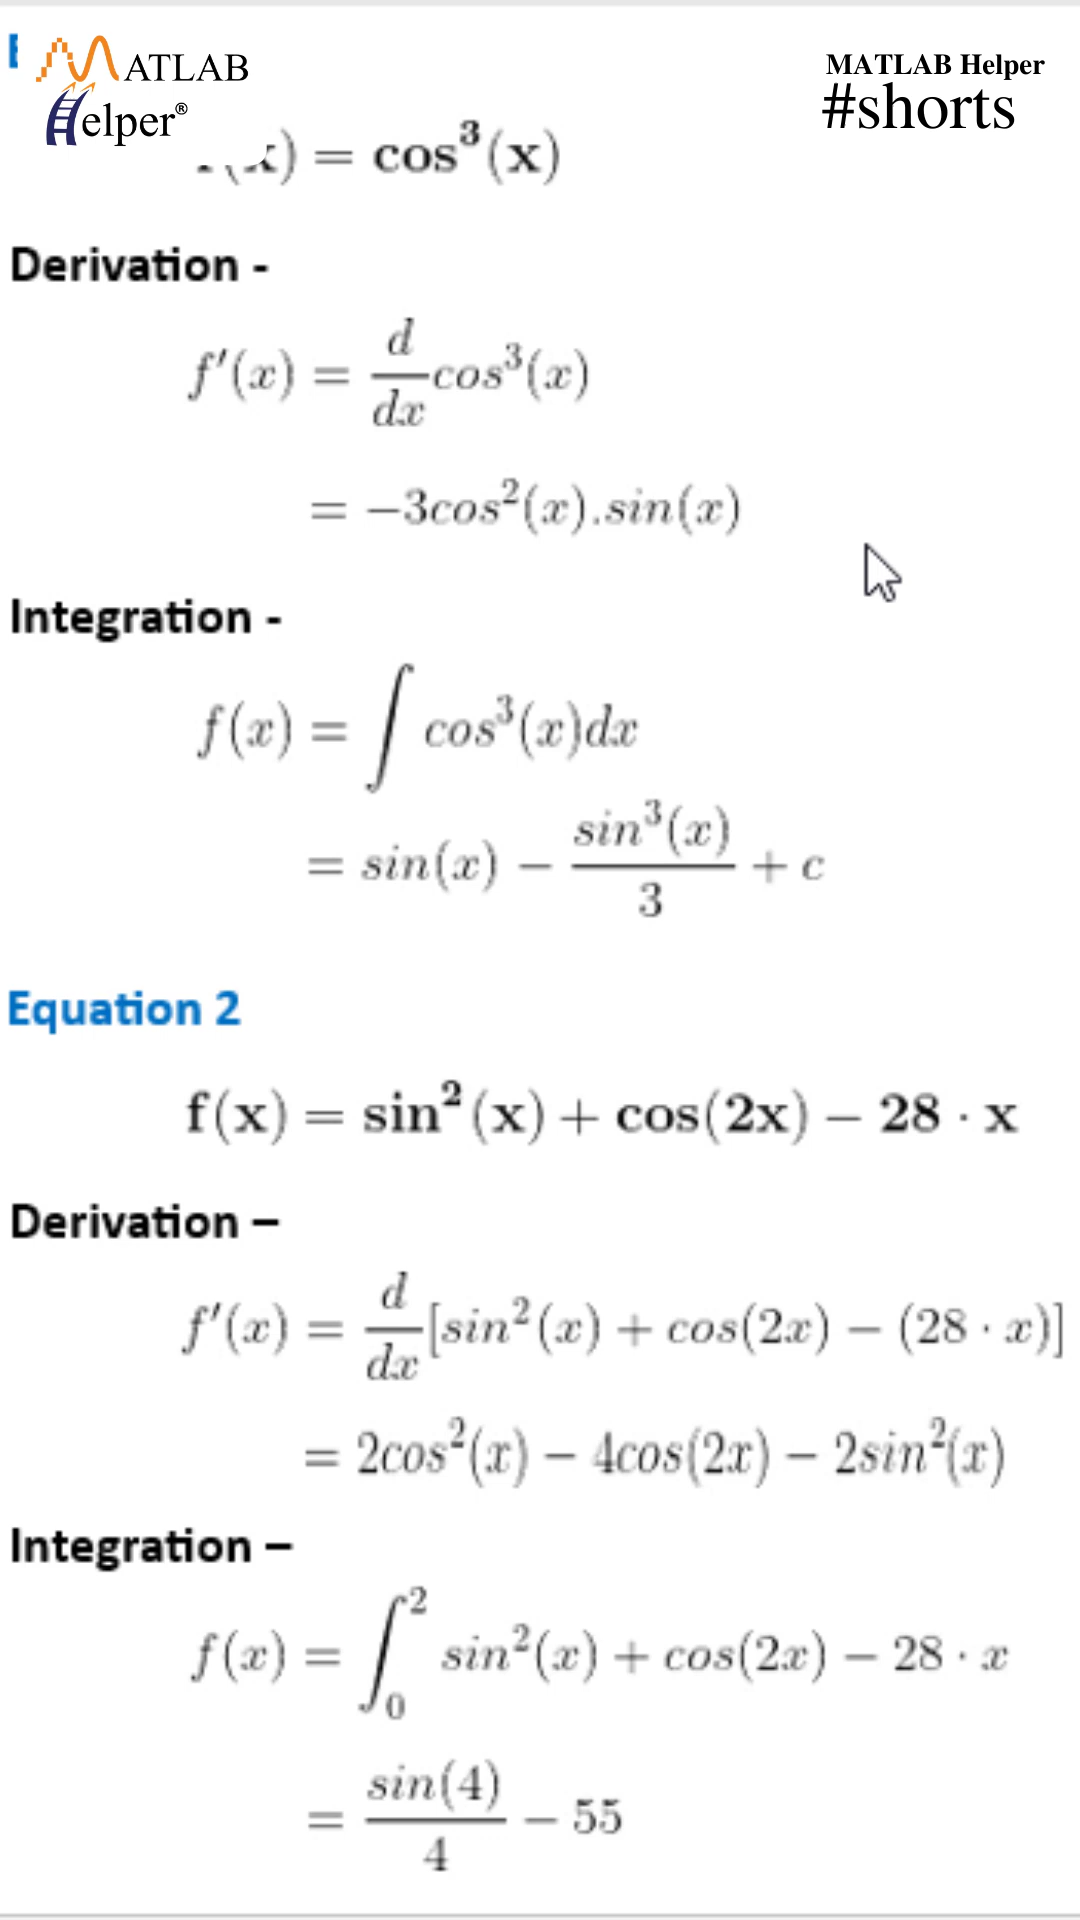 MATLAB
Helper®
MATLAB Helper
#shorts
(x) = cos³(x)
Derivation -
f'(x) = d/dx cos³(x)
= −3cos²(x).sin(x)
Integration -
f(x) = ∫ cos³(x)dx
= sin(x) − sin³(x)/3 + c
Equation 2
f(x) = sin²(x) + cos(2x) − 28 · x
Derivation –
f'(x) = d/dx [sin²(x) + cos(2x) − (28 · x)]
= 2cos²(x) − 4cos(2x) − 2sin²(x)
Integration –
f(x) = ∫₀² sin²(x) + cos(2x) − 28 · x
= sin(4)/4 − 55